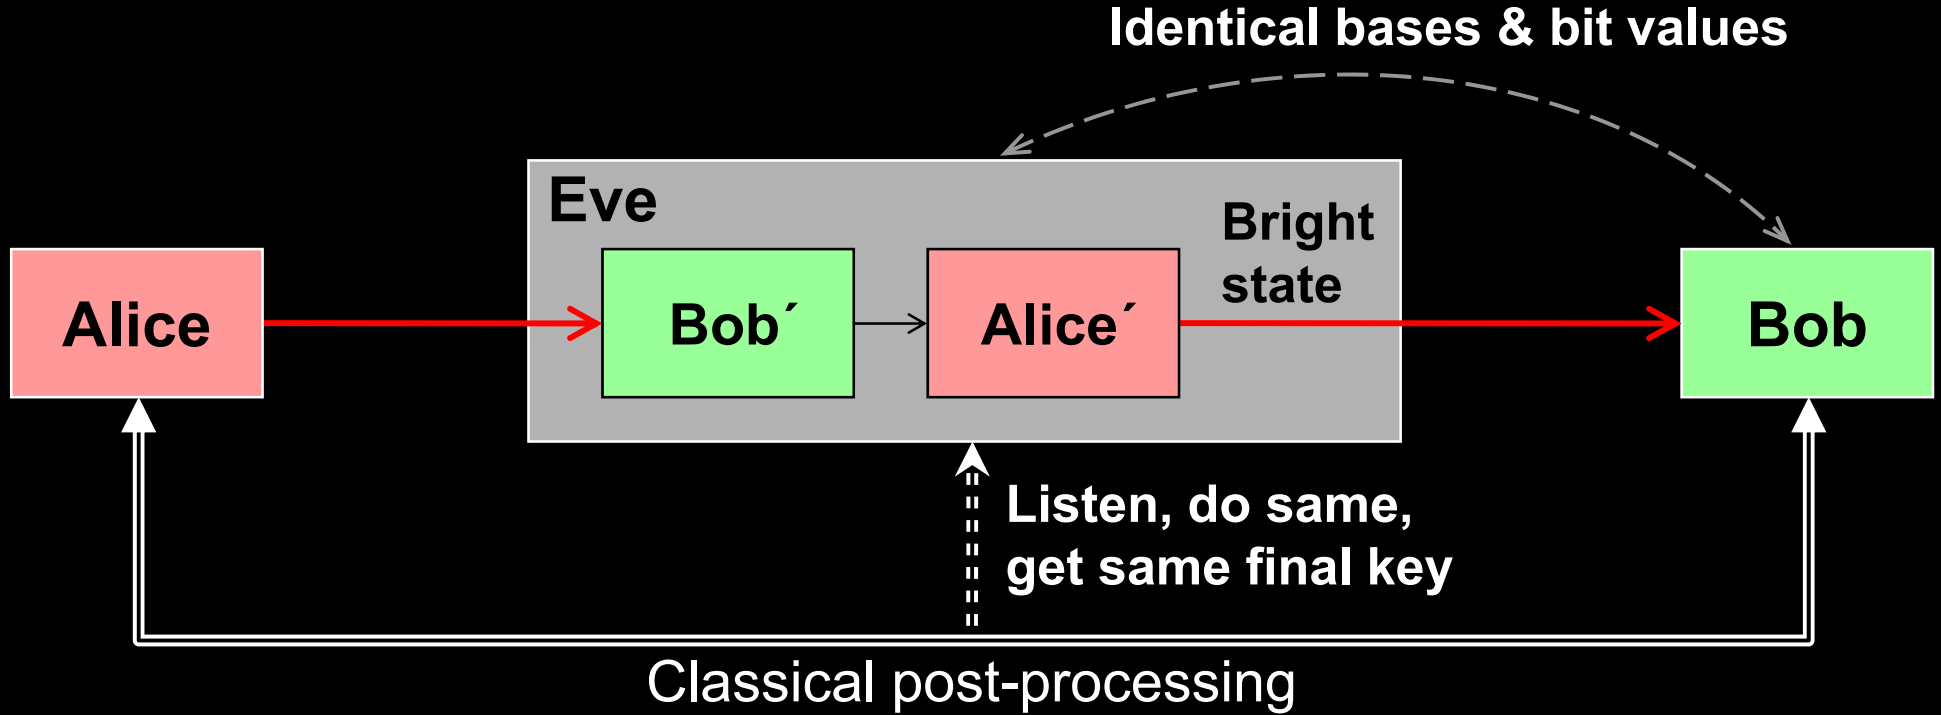 Identical bases & bit values
Eve
Bright
state
Alice
Bob´
Alice´
Bob
Listen, do same,
get same final key
Classical post-processing